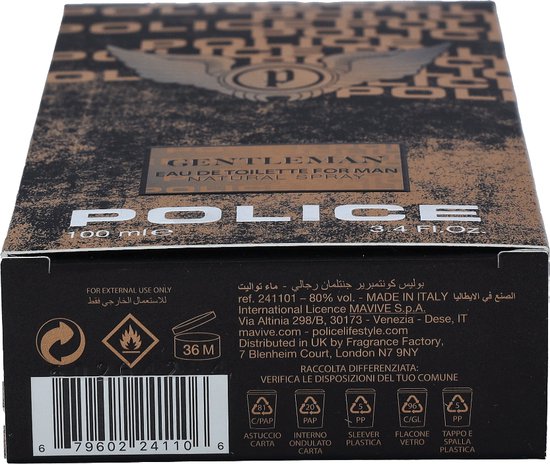 P
GENTLEMAN
EAU DE TOILETTE FOR MAN
NATURAL SPRAY
POLICE
100 ml e 3·4 Fl.Oz.
FOR EXTERNAL USE ONLY
للاستعمال الخارجي فقط
36 M
6 79602 24110 6
بوليس كونتمبريرير جنتلمان رجالي - ماء تواليت
ref. 241101 – 80% vol. - MADE IN ITALY الصنع في الايطاليا
International Licence MAVIVE S.p.A.
Via Altinia 298/B, 30173 - Venezia - Dese, IT
mavive.com - policelifestyle.com
Distributed in UK by Fragrance Factory,
7 Blenheim Court, London N7 9NY
RACCOLTA DIFFERENZIATA:
VERIFICA LE DISPOSIZIONI DEL TUO COMUNE
81 20 5 96 5
C/PAP PAP PP C/GL PP
ASTUCCIO INTERNO SLEEVER FLACONE TAPPO E
CARTA ONDULATO PLASTICA VETRO SPALLA
CARTA PLASTICA